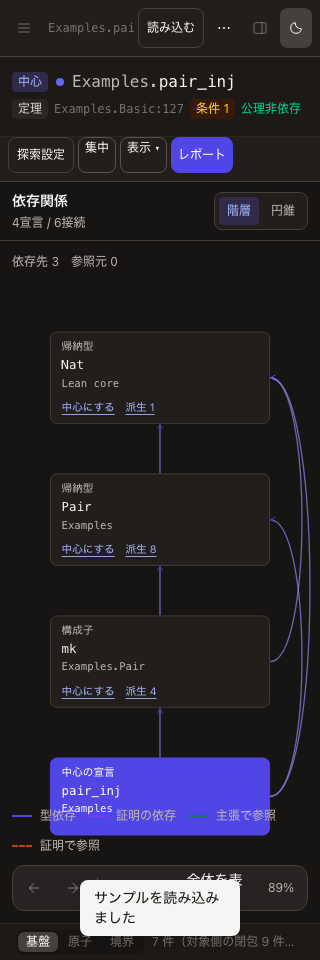 Examples.pai
読み込む
中心 Examples.pair_inj
定理 Examples.Basic:127 条件 1 公理非依存
探索設定 集中 表示 レポート
依存関係
4宣言 / 6接続
階層 円錐
依存先 3 参照元 0
帰納型
Nat
Lean core
中心にする 派生 1
帰納型
Pair
Examples
中心にする 派生 8
構成子
mk
Examples.Pair
中心にする 派生 4
中心の宣言
pair_inj
Examples
型依存 証明の依存 主張で参照
証明で参照
全体を表
89%
サンプルを読み込み
ました
基盤 原子 境界 7 件（対象側の閉包 9 件…